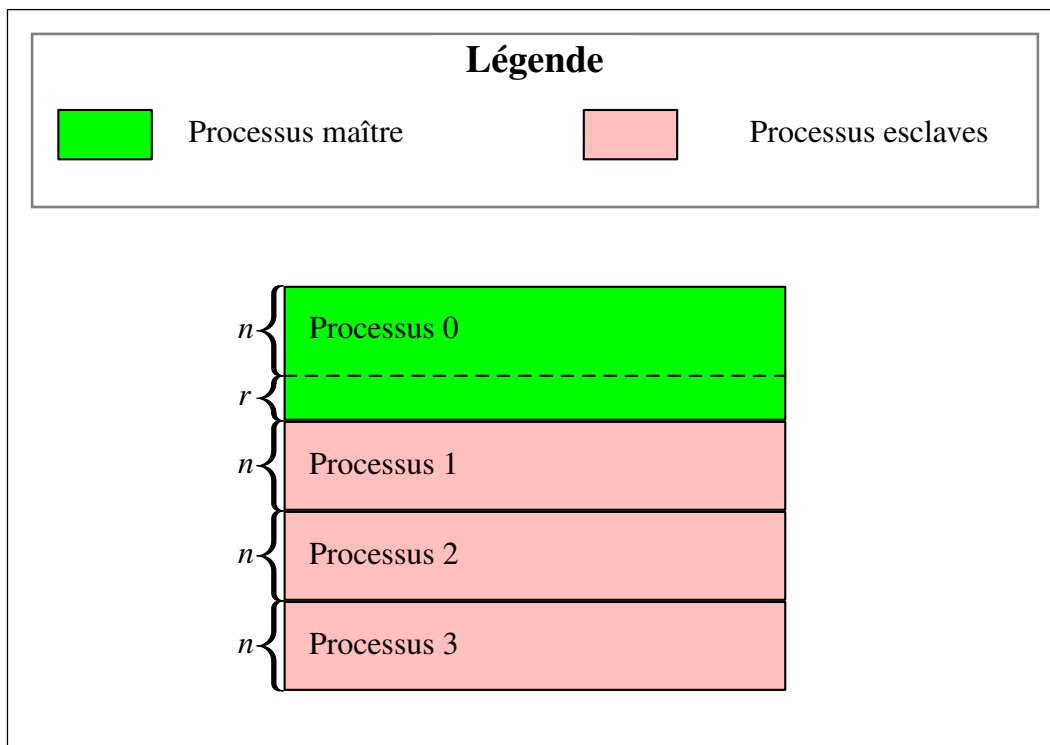 Légende
Processus maître
Processus esclaves
n
Processus 0
r
n
Processus 1
n
Processus 2
n
Processus 3